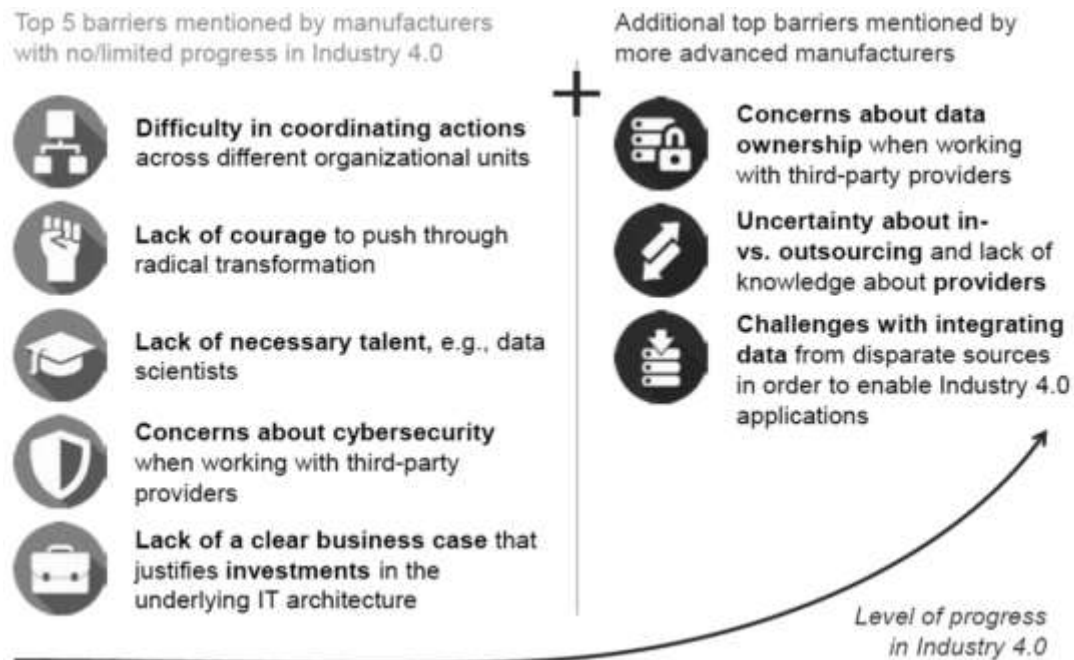 Top 5 barriers mentioned by manufacturers
with no/limited progress in Industry 4.0
Difficulty in coordinating actions
across different organizational units
Lack of courage to push through
radical transformation
Lack of necessary talent, e.g., data
scientists
Concerns about cybersecurity
when working with third-party
providers
Lack of a clear business case that
justifies investments in the
underlying IT architecture
Additional top barriers mentioned by
more advanced manufacturers
Concerns about data
ownership when working
with third-party providers
Uncertainty about in-
vs. outsourcing and lack of
knowledge about providers
Challenges with integrating
data from disparate sources
in order to enable Industry 4.0
applications
Level of progress
in Industry 4.0